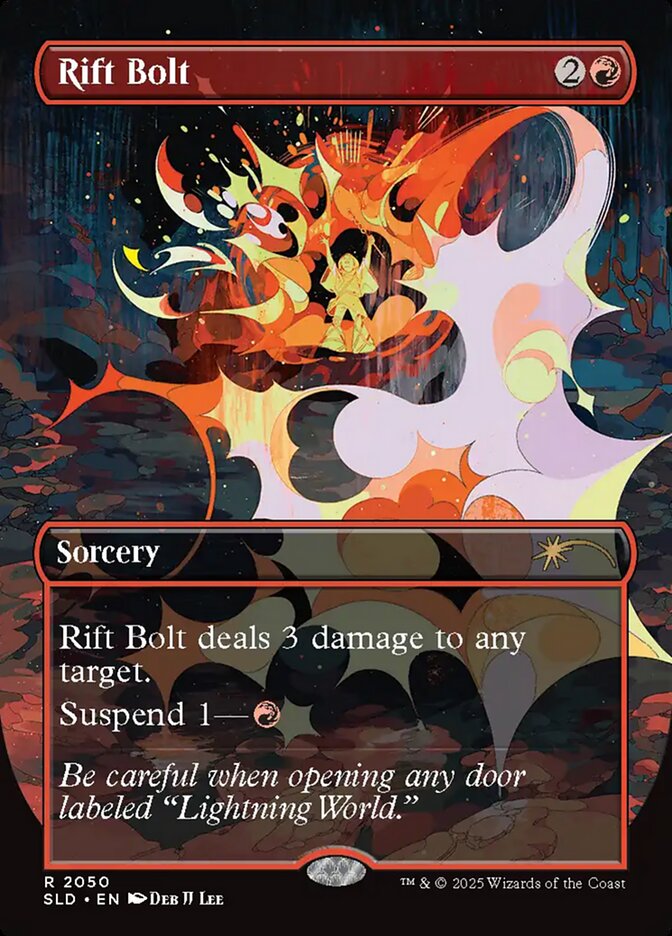 Rift Bolt 2
Sorcery
Rift Bolt deals 3 damage to any
target.
Suspend 1—
Be careful when opening any door
labeled “Lightning World.”
R 2050
SLD • EN DEB JJ LEE
™ & © 2025 Wizards of the Coast